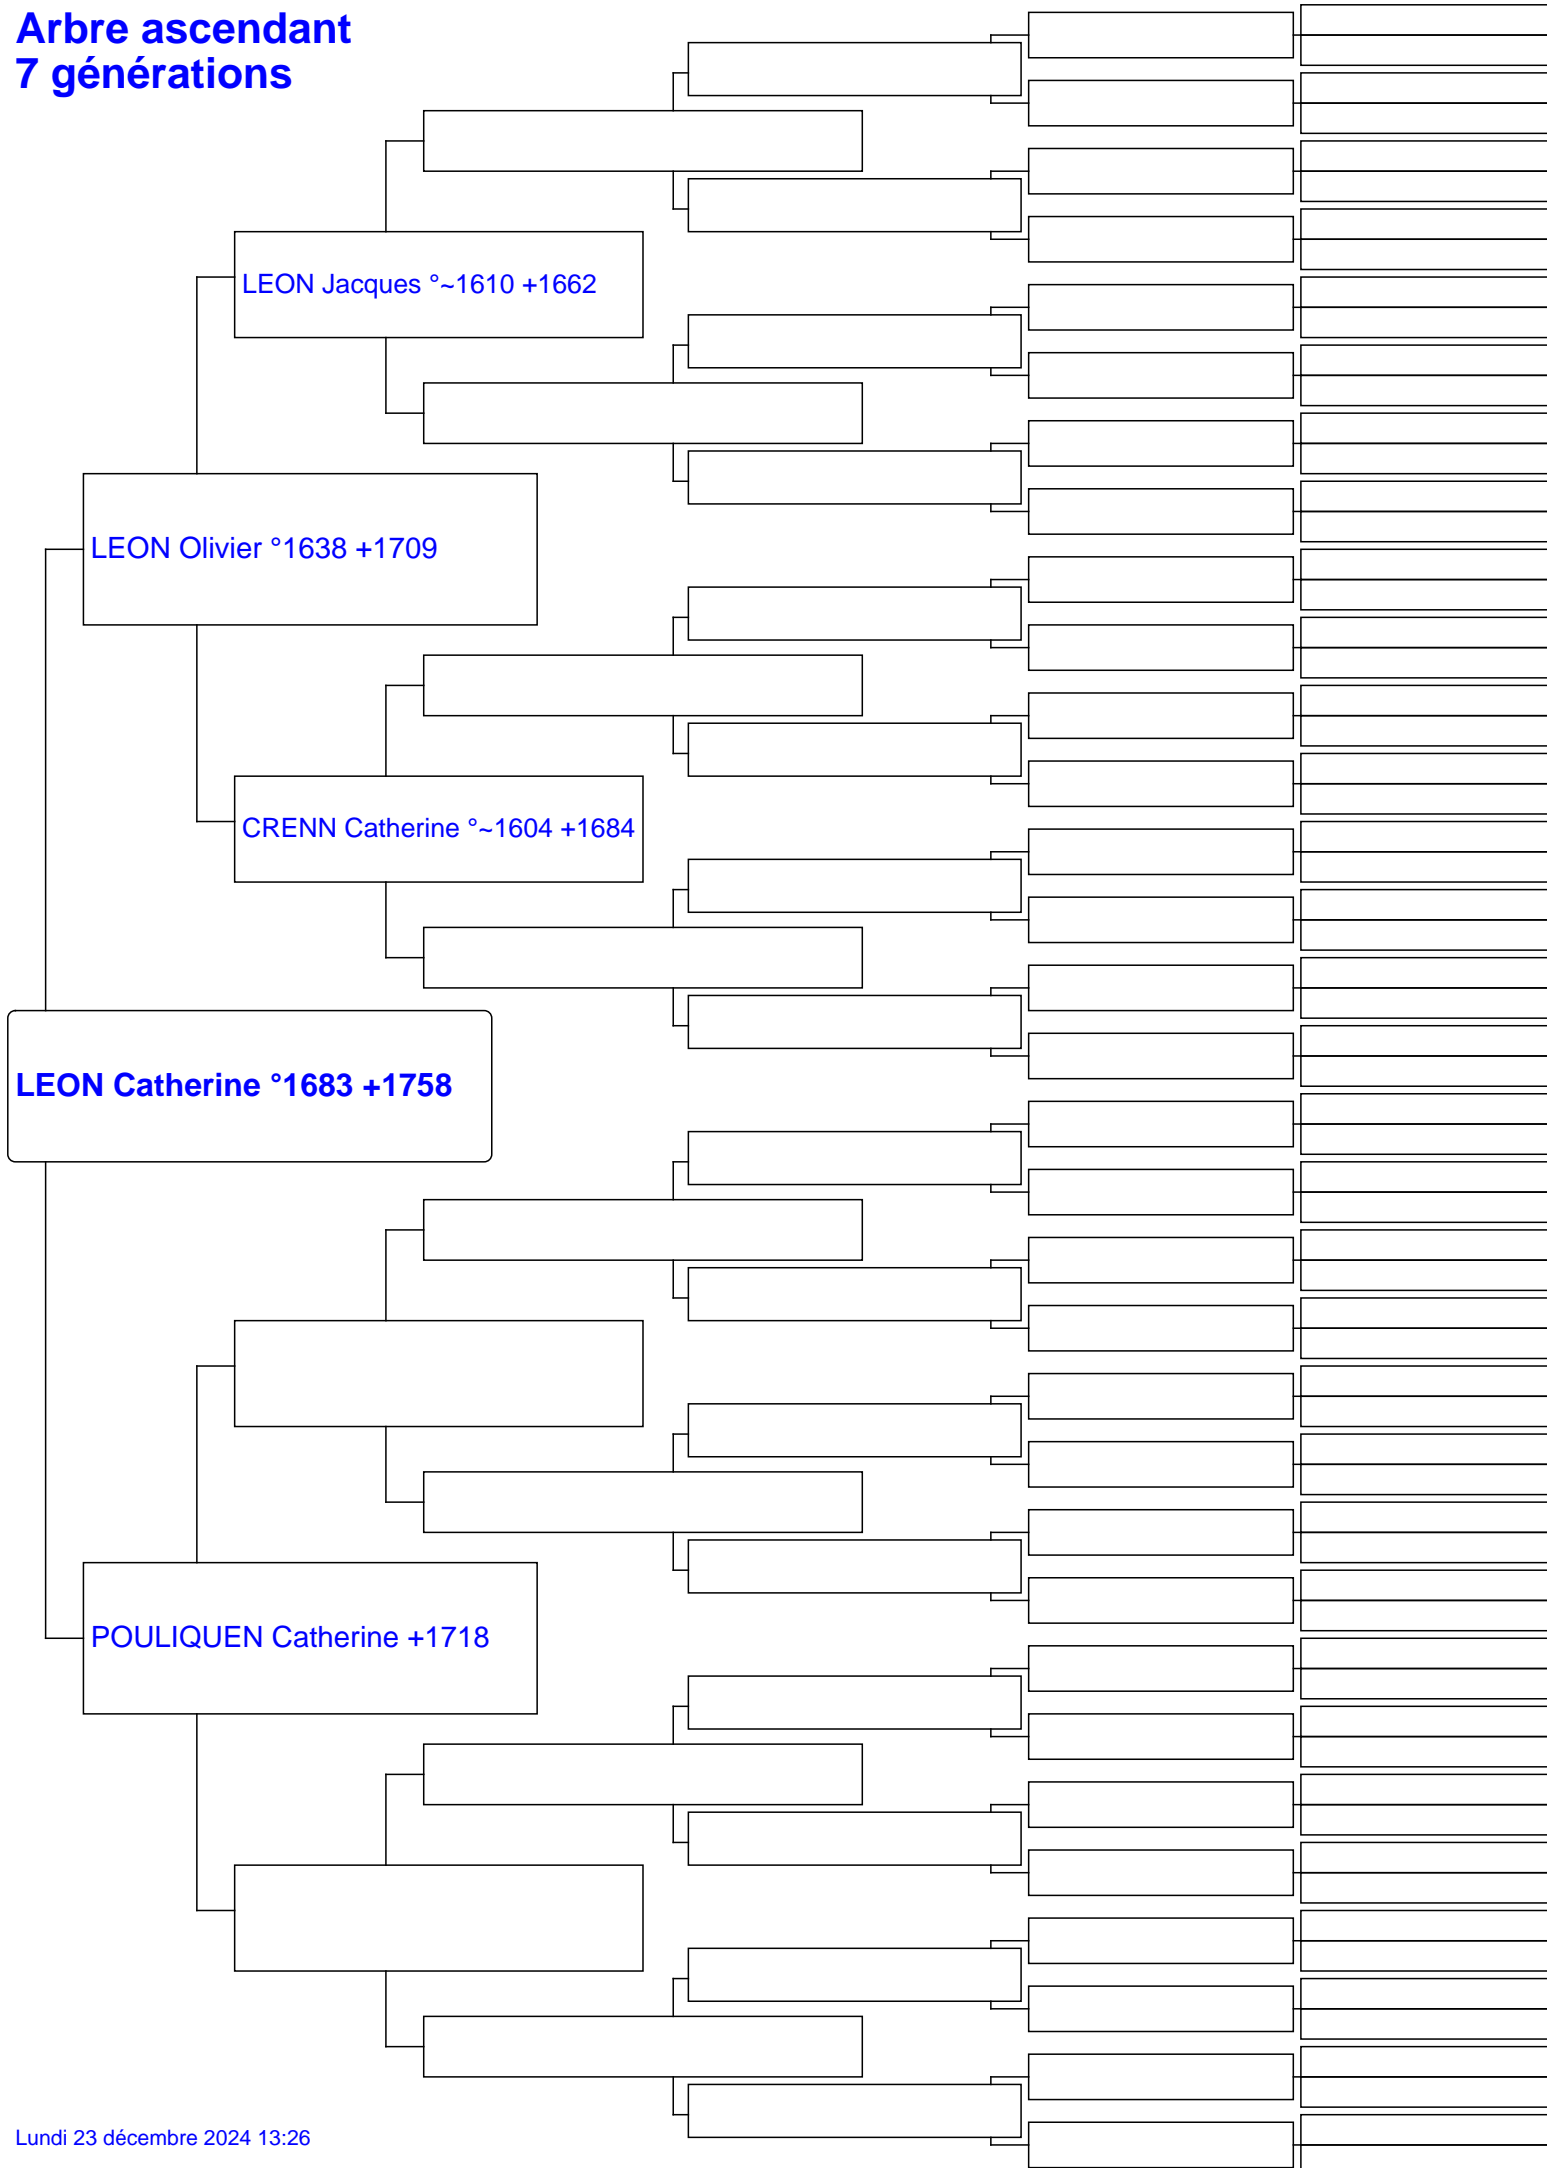 Arbre ascendant
7 générations
LEON Jacques °~1610 +1662
LEON Olivier °1638 +1709
CRENN Catherine °~1604 +1684
LEON Catherine °1683 +1758
POULIQUEN Catherine +1718
Lundi 23 décembre 2024 13:26